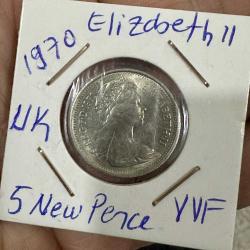 1970 Elizabeth II
UK
5 New Pence VVF